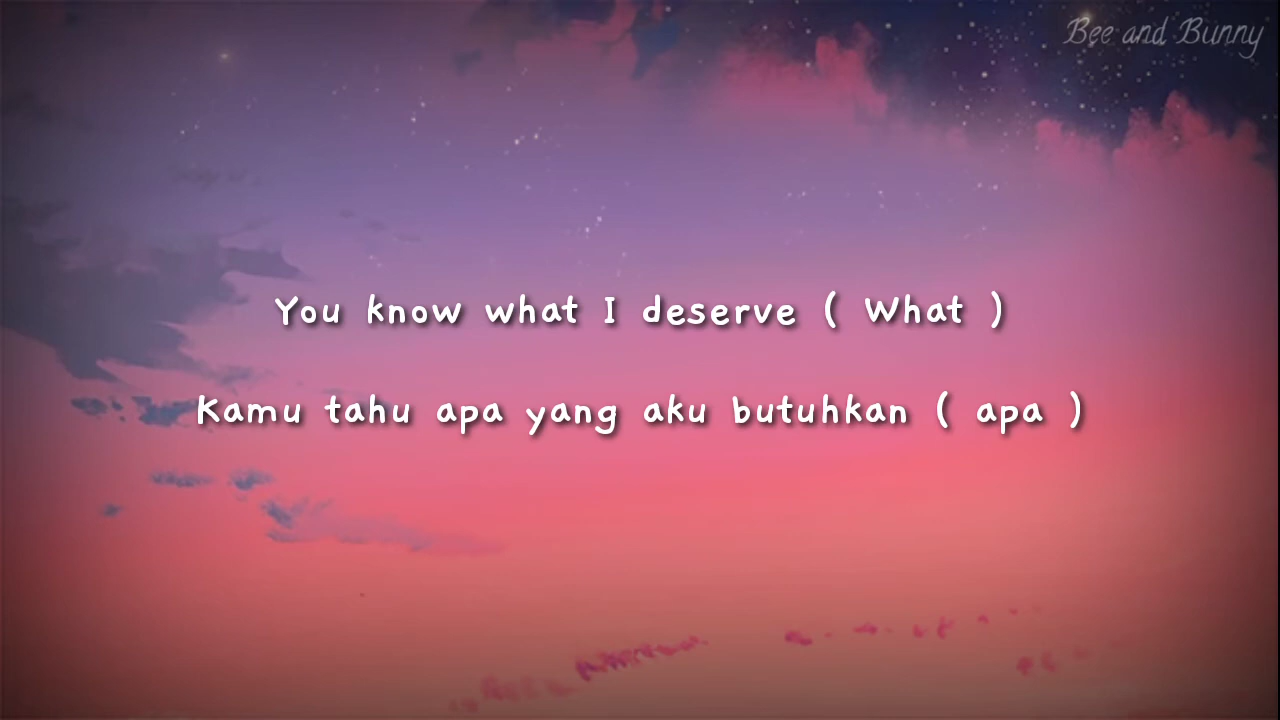 Bee and Bunny
You know what I deserve ( What )
Kamu tahu apa yang aku butuhkan ( apa )